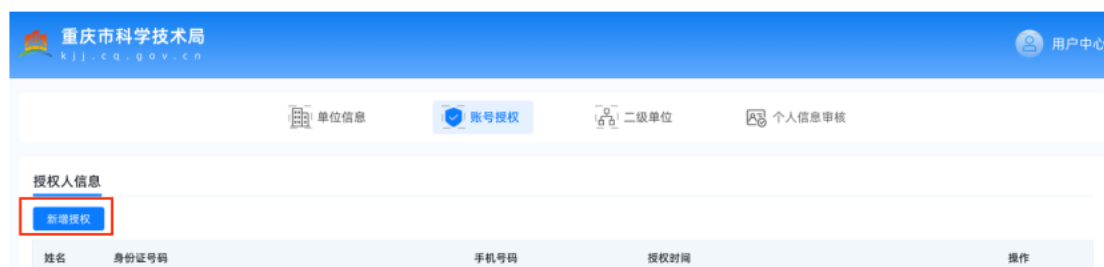 重庆市科学技术局
kjj.cq.gov.cn
用户中心
单位信息 账号授权 二级单位 个人信息审核
授权人信息
新增授权
姓名 身份证号码 手机号码 授权时间 操作